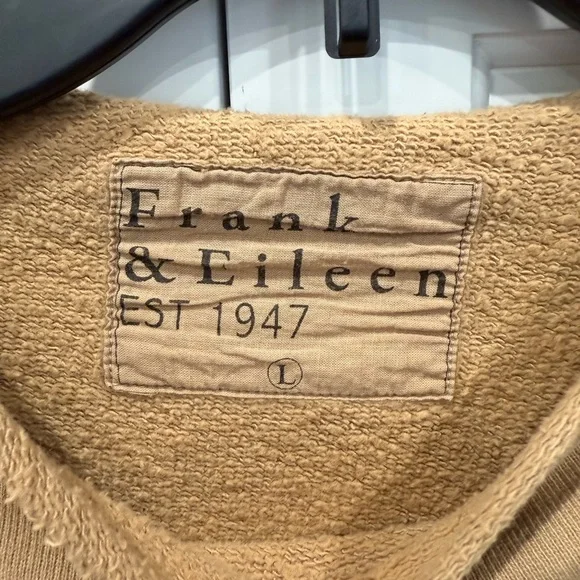 Frank
& Eileen
EST 1947
L